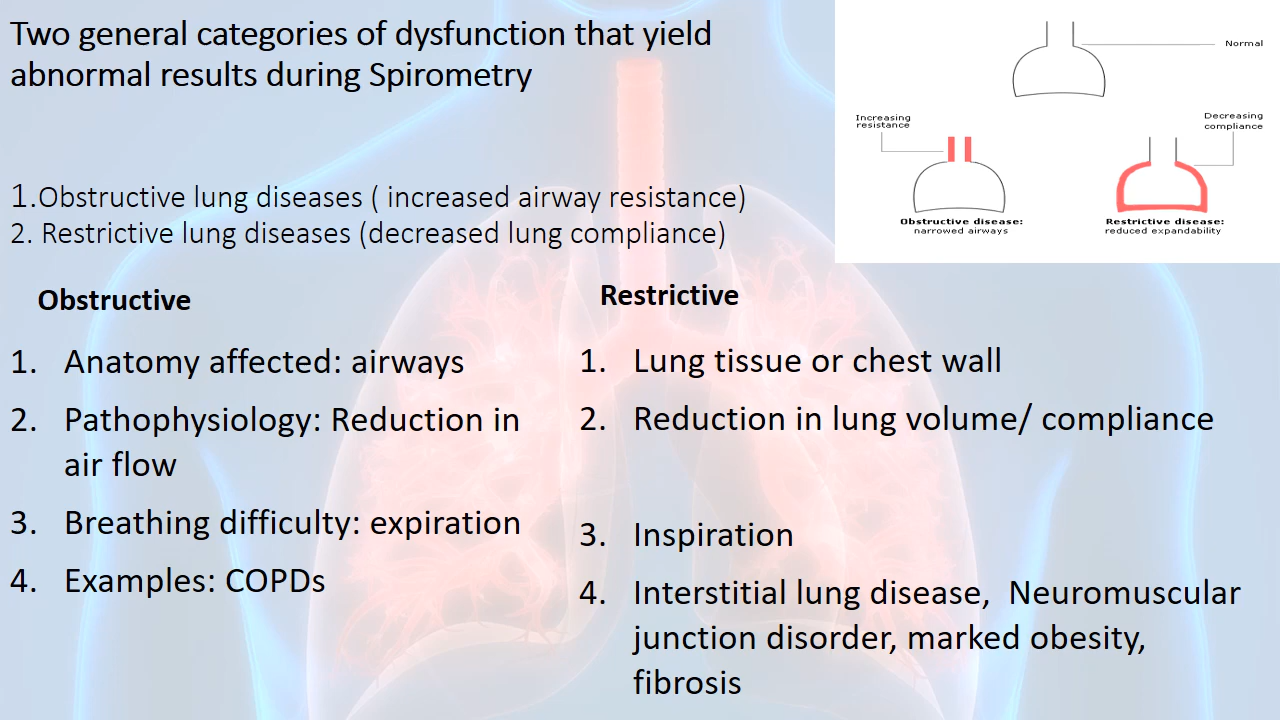 Two general categories of dysfunction that yield
abnormal results during Spirometry
1.Obstructive lung diseases ( increased airway resistance)
2. Restrictive lung diseases (decreased lung compliance)
Normal
Increasing
resistance
Decreasing
compliance
Obstructive disease:
narrowed airways
Restrictive disease:
reduced expandability
Obstructive
1. Anatomy affected: airways
2. Pathophysiology: Reduction in
air flow
3. Breathing difficulty: expiration
4. Examples: COPDs
Restrictive
1. Lung tissue or chest wall
2. Reduction in lung volume/ compliance
3. Inspiration
4. Interstitial lung disease,  Neuromuscular
junction disorder, marked obesity,
fibrosis